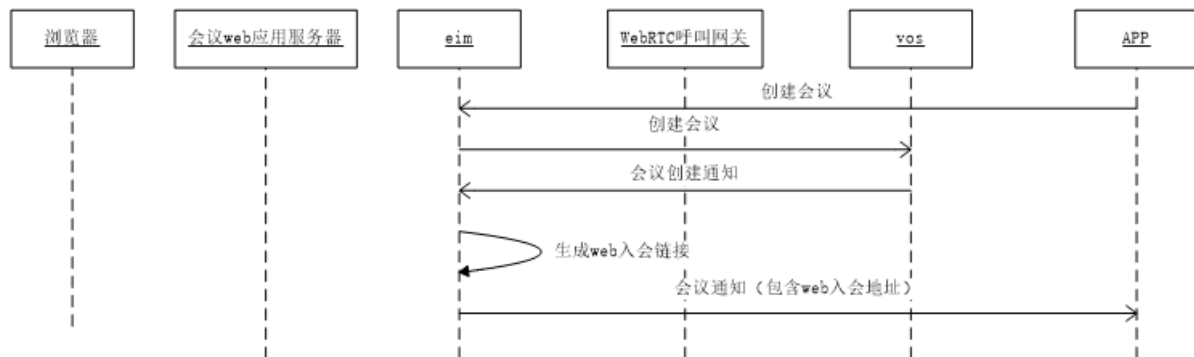 浏览器
会议web应用服务器
eim
WebRTC呼叫网关
vos
APP
创建会议
创建会议
会议创建通知
生成web入会链接
会议通知（包含web入会地址）